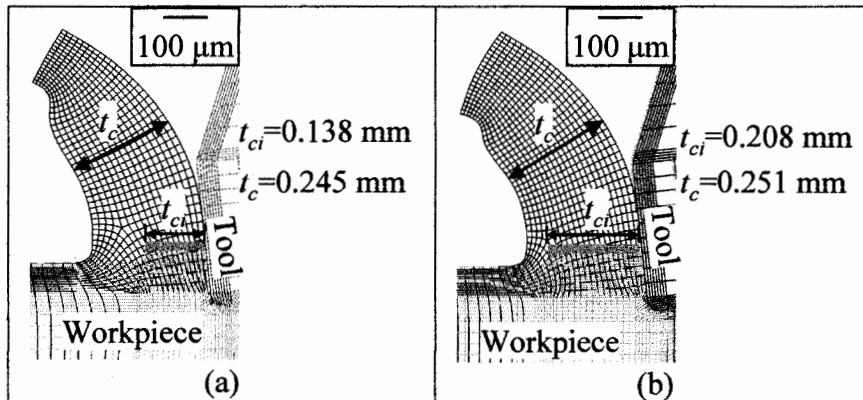 100 μm
t_c
t_ci=0.138 mm
t_c=0.245 mm
t_ci
Tool
Workpiece
(a)
100 μm
t_c
t_ci=0.208 mm
t_c=0.251 mm
t_ci
Tool
Workpiece
(b)